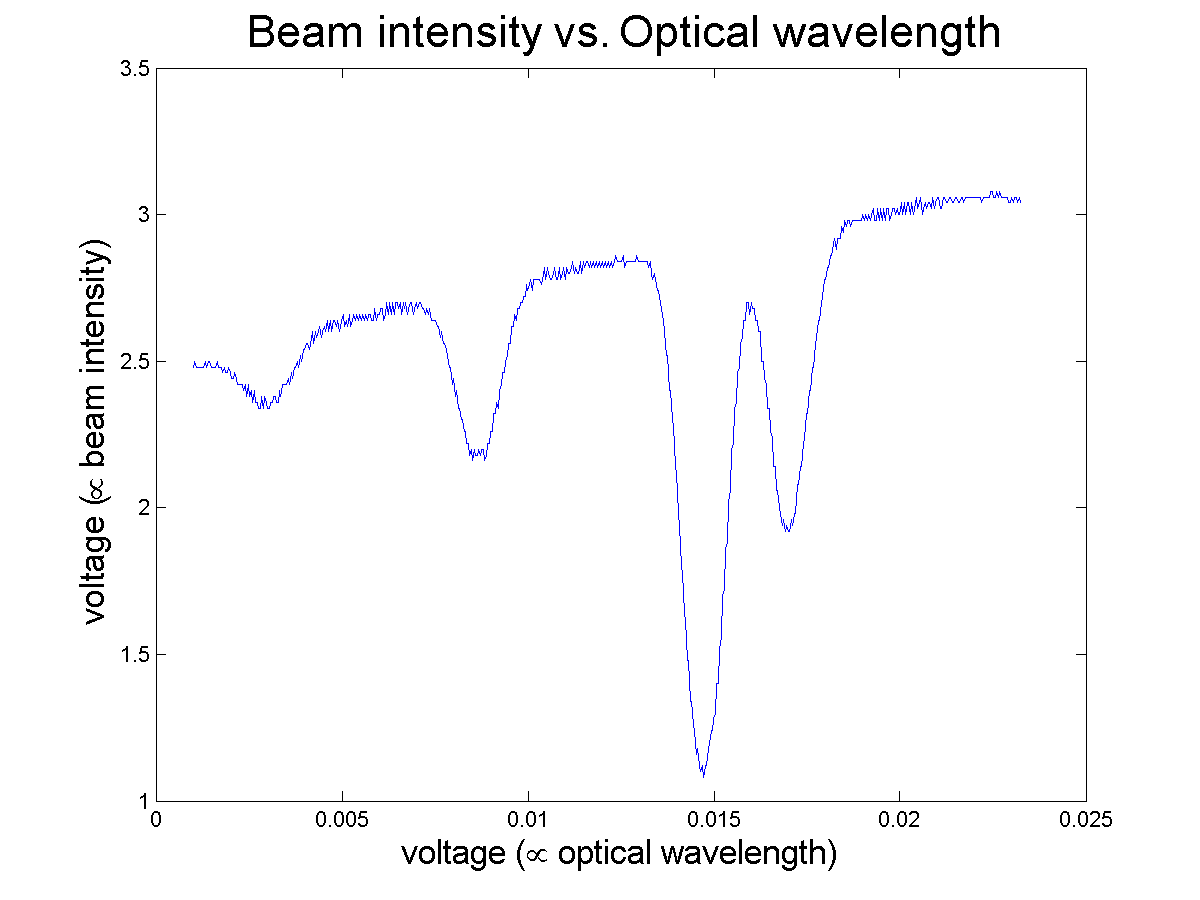 Beam intensity vs. Optical wavelength
3.5
3
2.5
2
1.5
1
voltage (∝ beam intensity)
0 0.005 0.01 0.015 0.02 0.025
voltage (∝ optical wavelength)